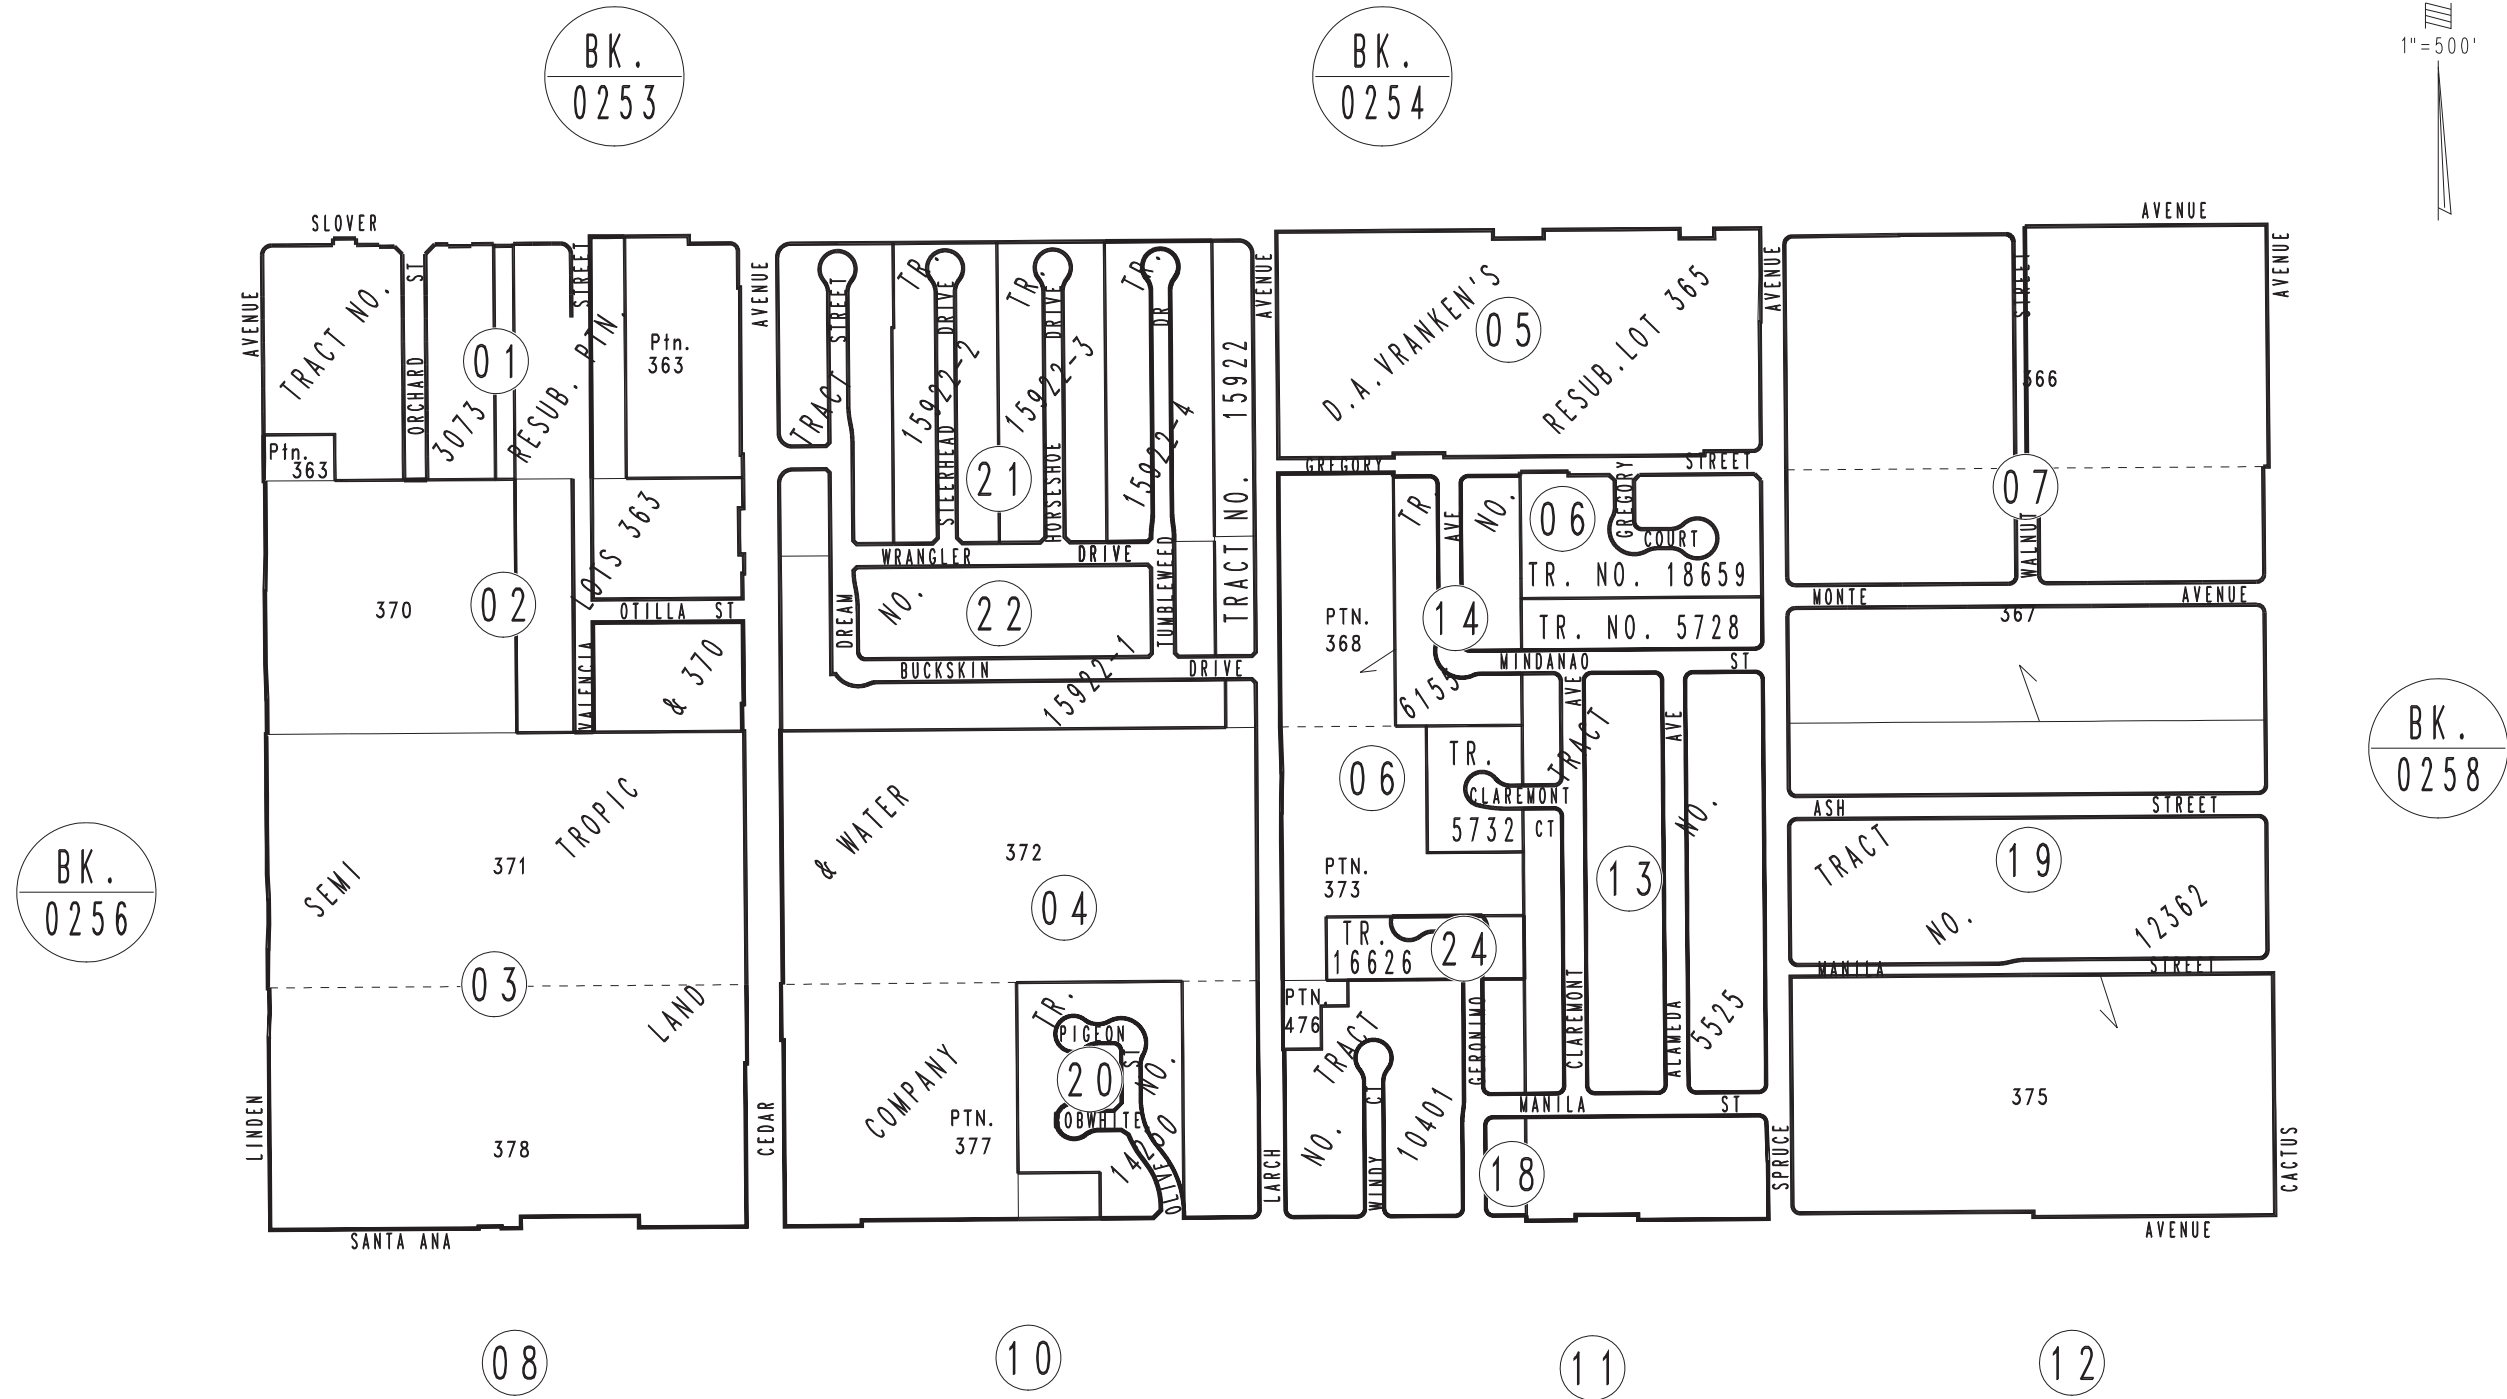 BK.
0253
BK.
0254
1"=500'
SLOVER
AVENUE
AVENUE
TRACT NO.
3073
ORCHARD ST
01
STREET
RESUB. PTN.
LOTS 363
& 370
Ptn.
363
Ptn.
363
AVENUE
STREET
TRACT
TR.
15922-2
STEERHEAD DRIVE
TR.
15922-3
HORSESHOE DRIVE
TR.
15922-4
DR
TRACT NO. 15922
21
AVENUE
D.A.VRANKEN'S
RESUB.LOT 365
05
AVENUE
STREET
AVENUE
366
GREGORY STREET
07
WALNUT
370
02
OTILLA ST
VALENCIA
WRANGLER DRIVE
DREAM
NO.
22
TUMBLEWEED
BUCKSKIN DRIVE
15922-1
TR. NO.
6155
AVE
PTN.
368
14
06
GREGORY
COURT
TR. NO. 18659
TR. NO. 5728
MINDANAO ST
MONTE AVENUE
367
BK.
0258
AVE
TRACT
NO.
5525
AVE
06
TR.
5732
CLAREMONT
CT
ASH STREET
TRACT
NO.
12362
19
MANILA STREET
BK.
0256
SEMI
TROPIC
LAND
371
03
378
& WATER
COMPANY
372
04
PTN.
373
13
TR.
16626
24
PTN.
476
TRACT
NO.
10401
GERONIMO
CLAREMONT
ALAMEDA
TR.
NO.
PIGEON
ST
20
OBWHITE
OLIVE
PTN.
377
LINDEN
CEDAR
LARCH
WINDY CT
MANILA ST
18
SPRUCE
375
CACTUS
SANTA ANA
AVENUE
08
10
11
12